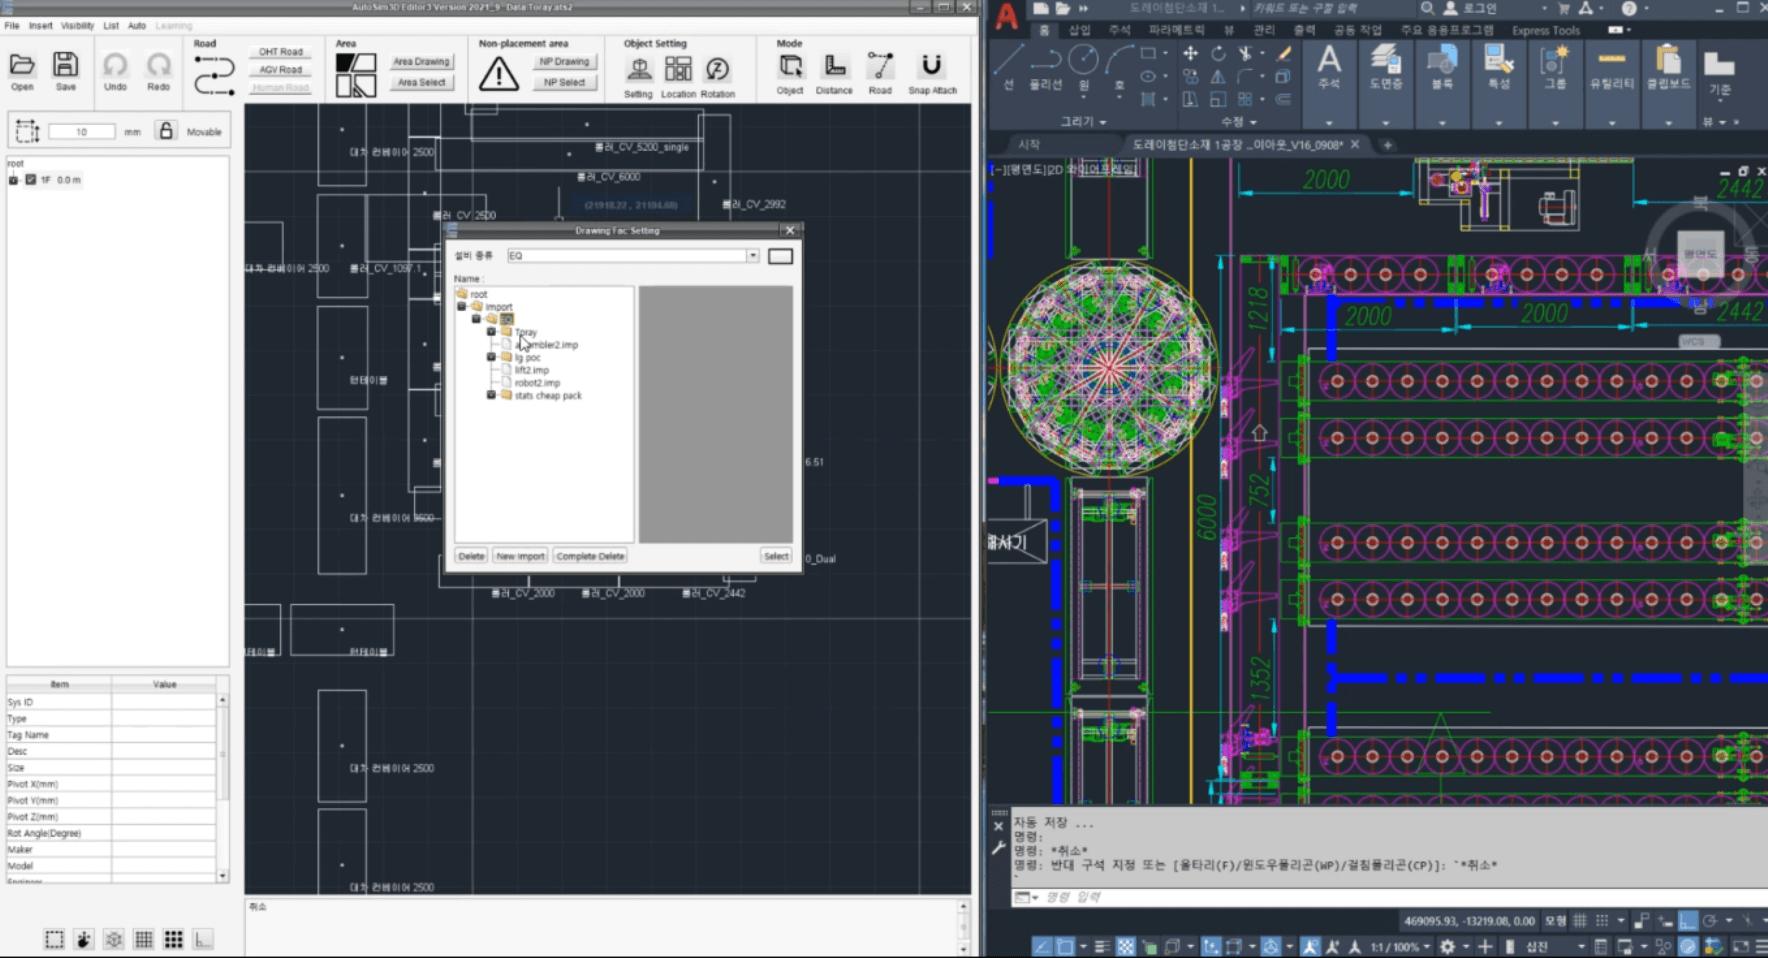 AutoSim3D Editor3 Version 2021_9- Data:Toray.ats2
File Insert Visibility List Auto Learning
Open Save Undo Redo
Road
OHT Road
AGV Road
Human Road
Area
Area Drawing
Area Select
Non-placement area
NP Drawing
NP Select
Object Setting
Setting Location Rotation
Mode
Object Distance Road Snap Attach
10 mm Movable
root
1F 0.0 m
대차 컨베이어 2500
롤러_CV_5200_single
롤러_CV_6000
(21918.22 , 21184.68)
롤러_CV_2992
롤러_CV_2500
대차 컨베이어 2500
롤러_CV_1097.1
턴테이블
6.51
대차 컨베이어 3500
0_Dual
롤러_CV_2000
롤러_CV_2000
롤러_CV_2442
턴테이블
대차 컨베이어 2500
대차 컨베이어 2500
Drawing Fac Setting
설비 종류 EQ
Name :
root
Import
EQ
Toray
lg poc
lift2.imp
robot2.imp
stats cheap pack
Delete New Import Complete Delete Select
Item Value
Sys ID
Type
Tag Name
Desc
Size
Pivot X(mm)
Pivot Y(mm)
Pivot Z(mm)
Rot Angle(Degree)
Maker
Model
Engineer
취소
도레이첨단소재 1...
키워드 또는 구절 입력
로그인
홈 삽입 주석 파라메트릭 뷰 관리 출력 공동 작업 주요 응용프로그램 Express Tools
선 폴리선 원 호
주석 도면층 블록 특성 그룹 유틸리티 클립보드 기준
그리기 수정 뷰
시작
도레이첨단소재 1공장 _이아웃_V16_0908*
[-][평면도][2D 와이어프레임]
2000
2442
평면도
1218
2000
2000
2442
WCS
752
6000
1352
자동 저장 ...
명령:
명령: *취소*
명령: 반대 구석 지정 또는 [울타리(F)/윈도우폴리곤(WP)/걸침폴리곤(CP)]: `*취소*
명령 입력
469095.93, -13219.08, 0.00 모형
1:1 / 100% 십진